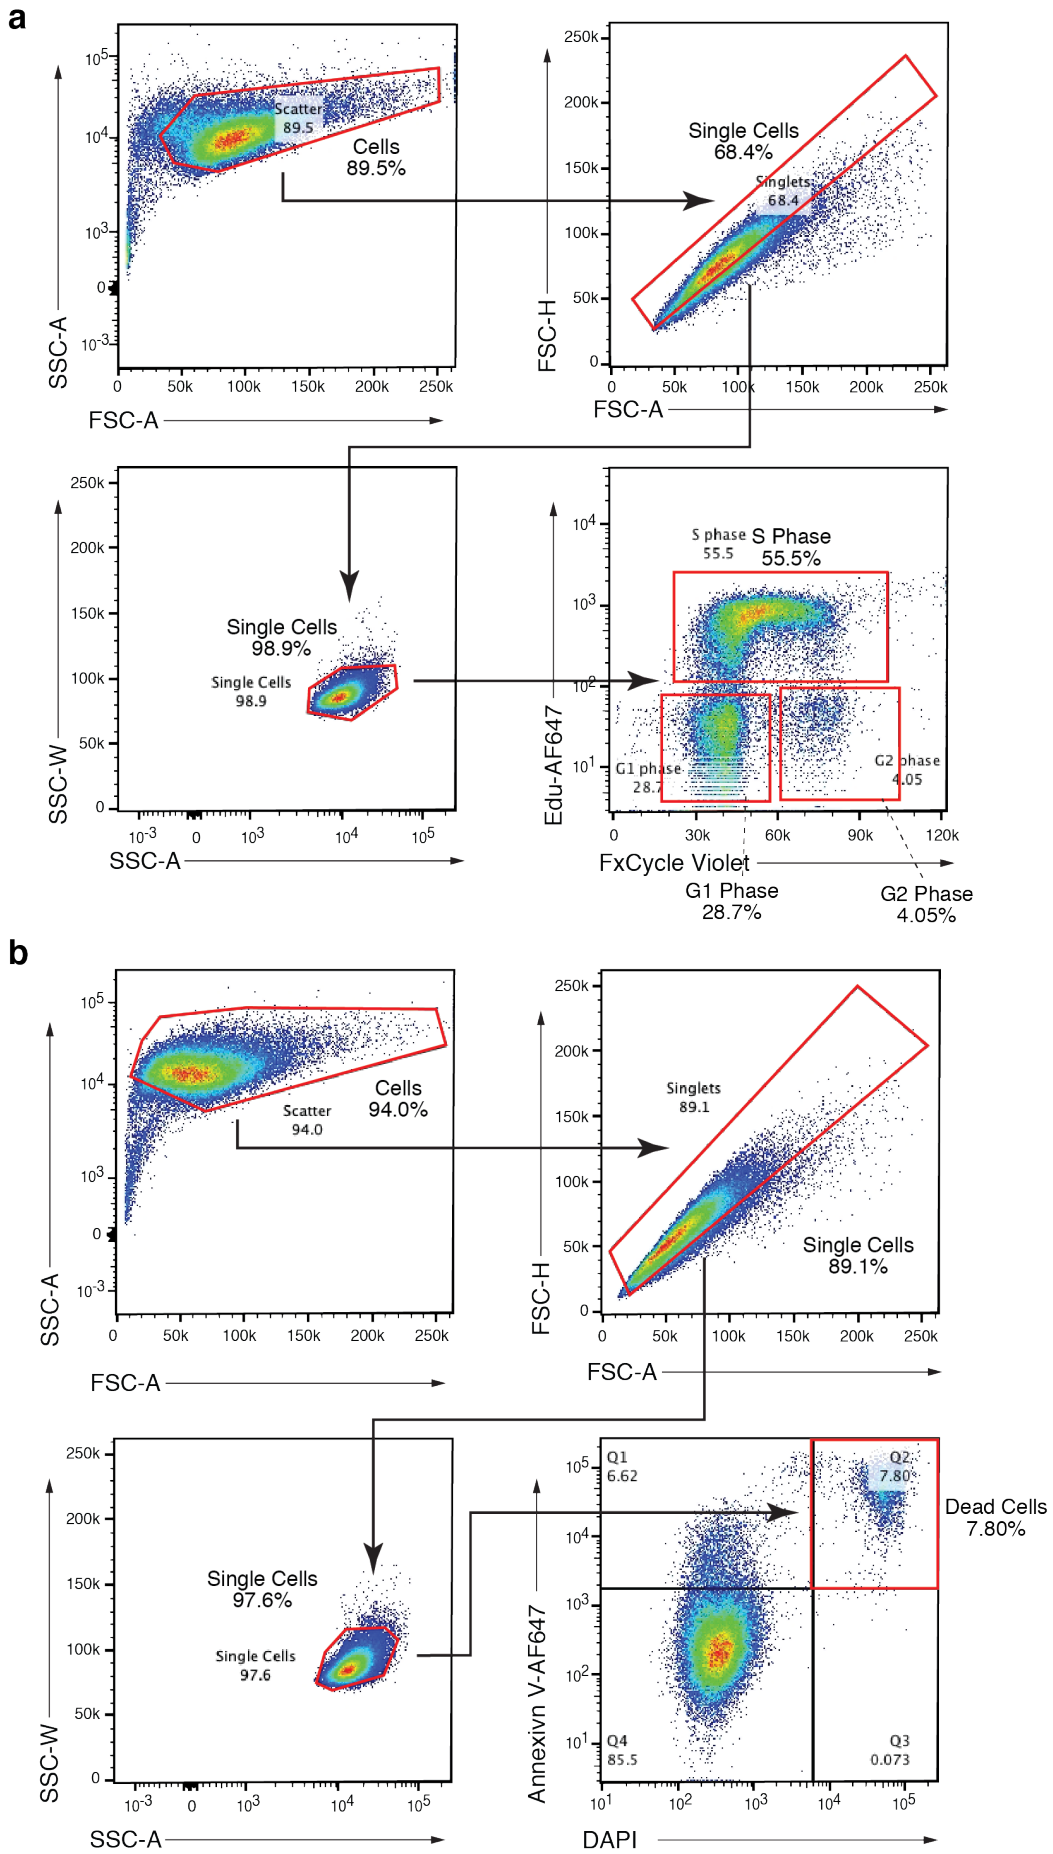 a
10^5
10^4
10^3
0
10^-3
SSC-A
Scatter
89.5
Cells
89.5%
0 50k 100k 150k 200k 250k
FSC-A
250k
200k
150k
100k
50k
0
FSC-H
Single Cells
68.4%
Singlets
68.4
0 50k 100k 150k 200k 250k
FSC-A
250k
200k
150k
100k
50k
0
SSC-W
Single Cells
98.9%
Single Cells
98.9
10^-3 0 10^3 10^4 10^5
SSC-A
10^4
10^3
10^2
10^1
Edu-AF647
S phase
55.5
S Phase
55.5%
G1 phase
28.7
G2 phase
4.05
0 30k 60k 90k 120k
FxCycle Violet
G1 Phase
28.7%
G2 Phase
4.05%
b
10^5
10^4
10^3
0
10^-3
SSC-A
Cells
94.0%
Scatter
94.0
0 50k 100k 150k 200k 250k
FSC-A
250k
200k
150k
100k
50k
0
FSC-H
Singlets
89.1
Single Cells
89.1%
0 50k 100k 150k 200k 250k
FSC-A
250k
200k
150k
100k
50k
0
SSC-W
Single Cells
97.6%
Single Cells
97.6
10^-3 0 10^3 10^4 10^5
SSC-A
10^5
10^4
10^3
10^2
10^1
Annexivn V-AF647
Q1
6.62
Q2
7.80
Dead Cells
7.80%
Q4
85.5
Q3
0.073
10^1 10^2 10^3 10^4 10^5
DAPI